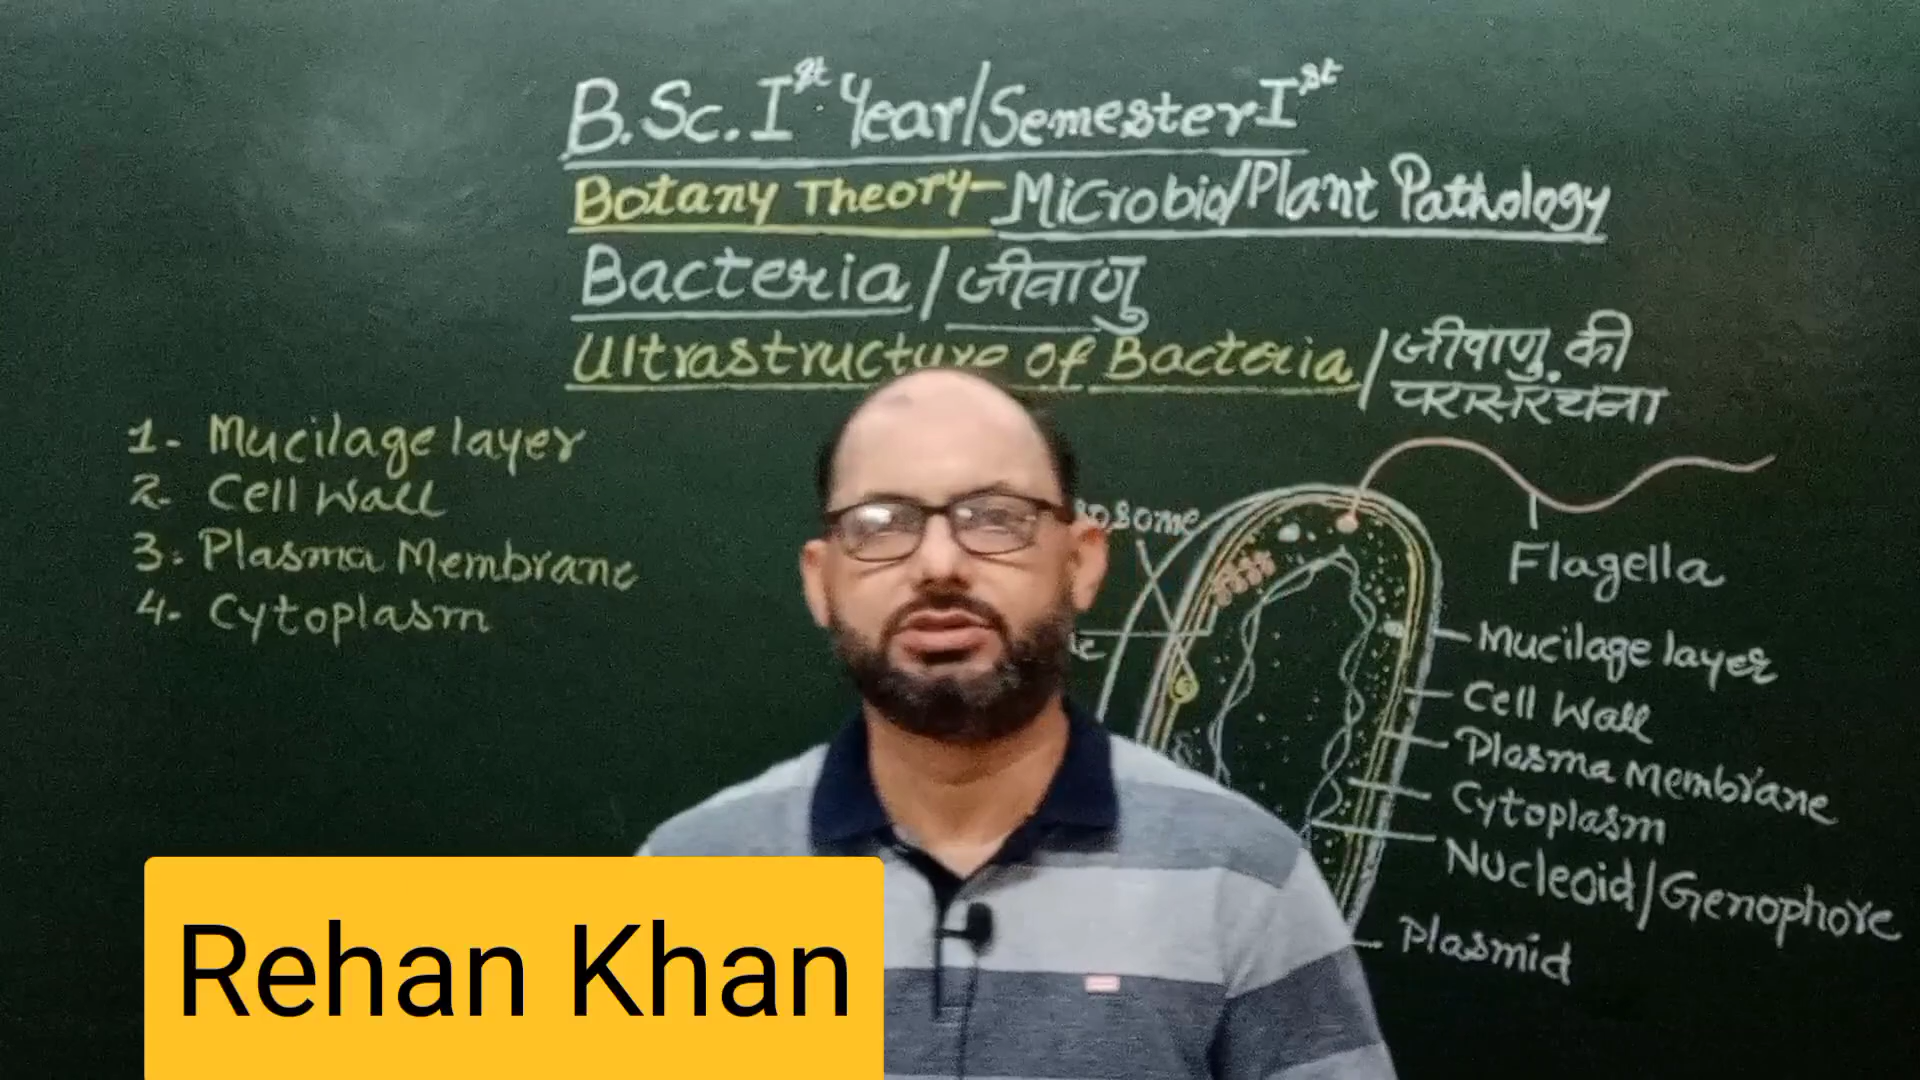 B.Sc. Ist Year/Semester Ist
Botany Theory- Microbio/Plant Pathology
Bacteria / जीवाणु
Ultrastructure of Bacteria / जीवाणु की
परासंरचना
1- Mucilage layer
2- Cell Wall
3- Plasma Membrane
4- Cytoplasm
Flagella
Mucilage layer
Cell Wall
Plasma Membrane
Cytoplasm
Nucleoid/Genophore
Plasmid
Rehan Khan